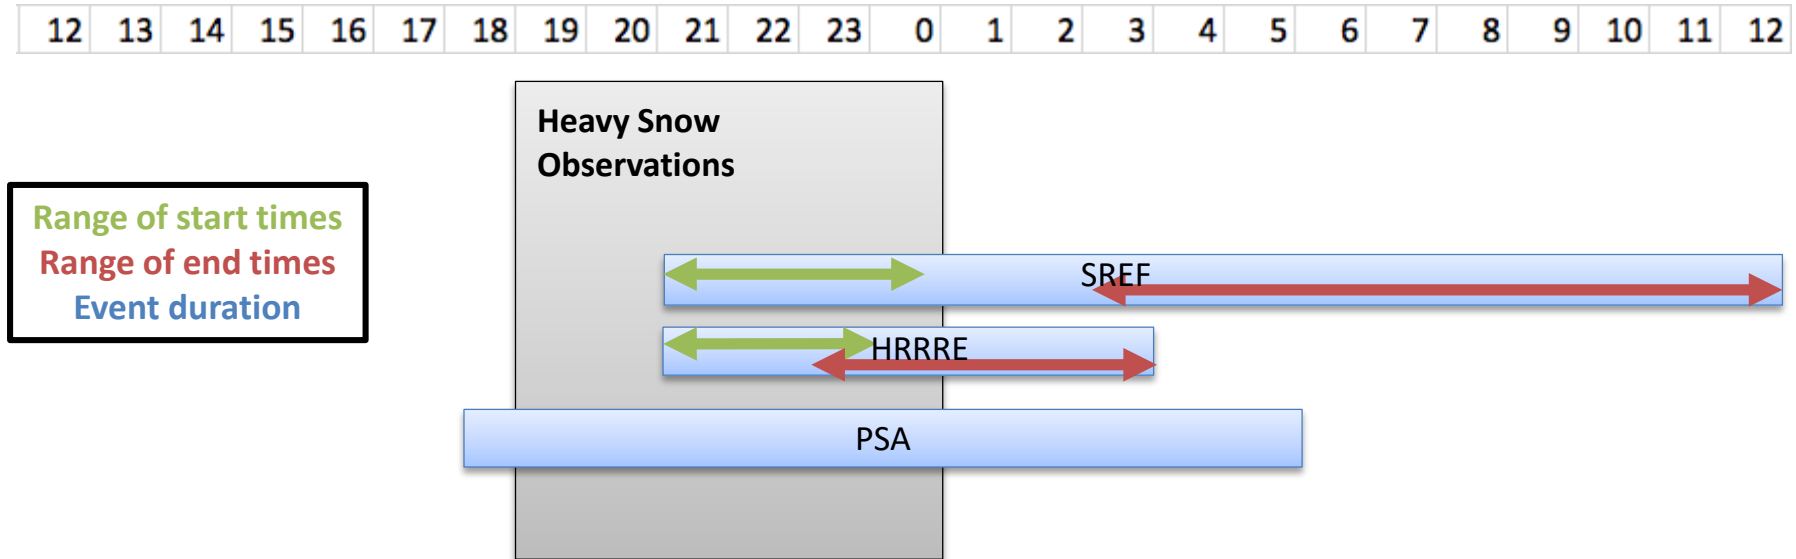 12 13 14 15 16 17 18 19 20 21 22 23 0 1 2 3 4 5 6 7 8 9 10 11 12
Heavy Snow
Observations
Range of start times
Range of end times
Event duration
SREF
HRRRE
PSA